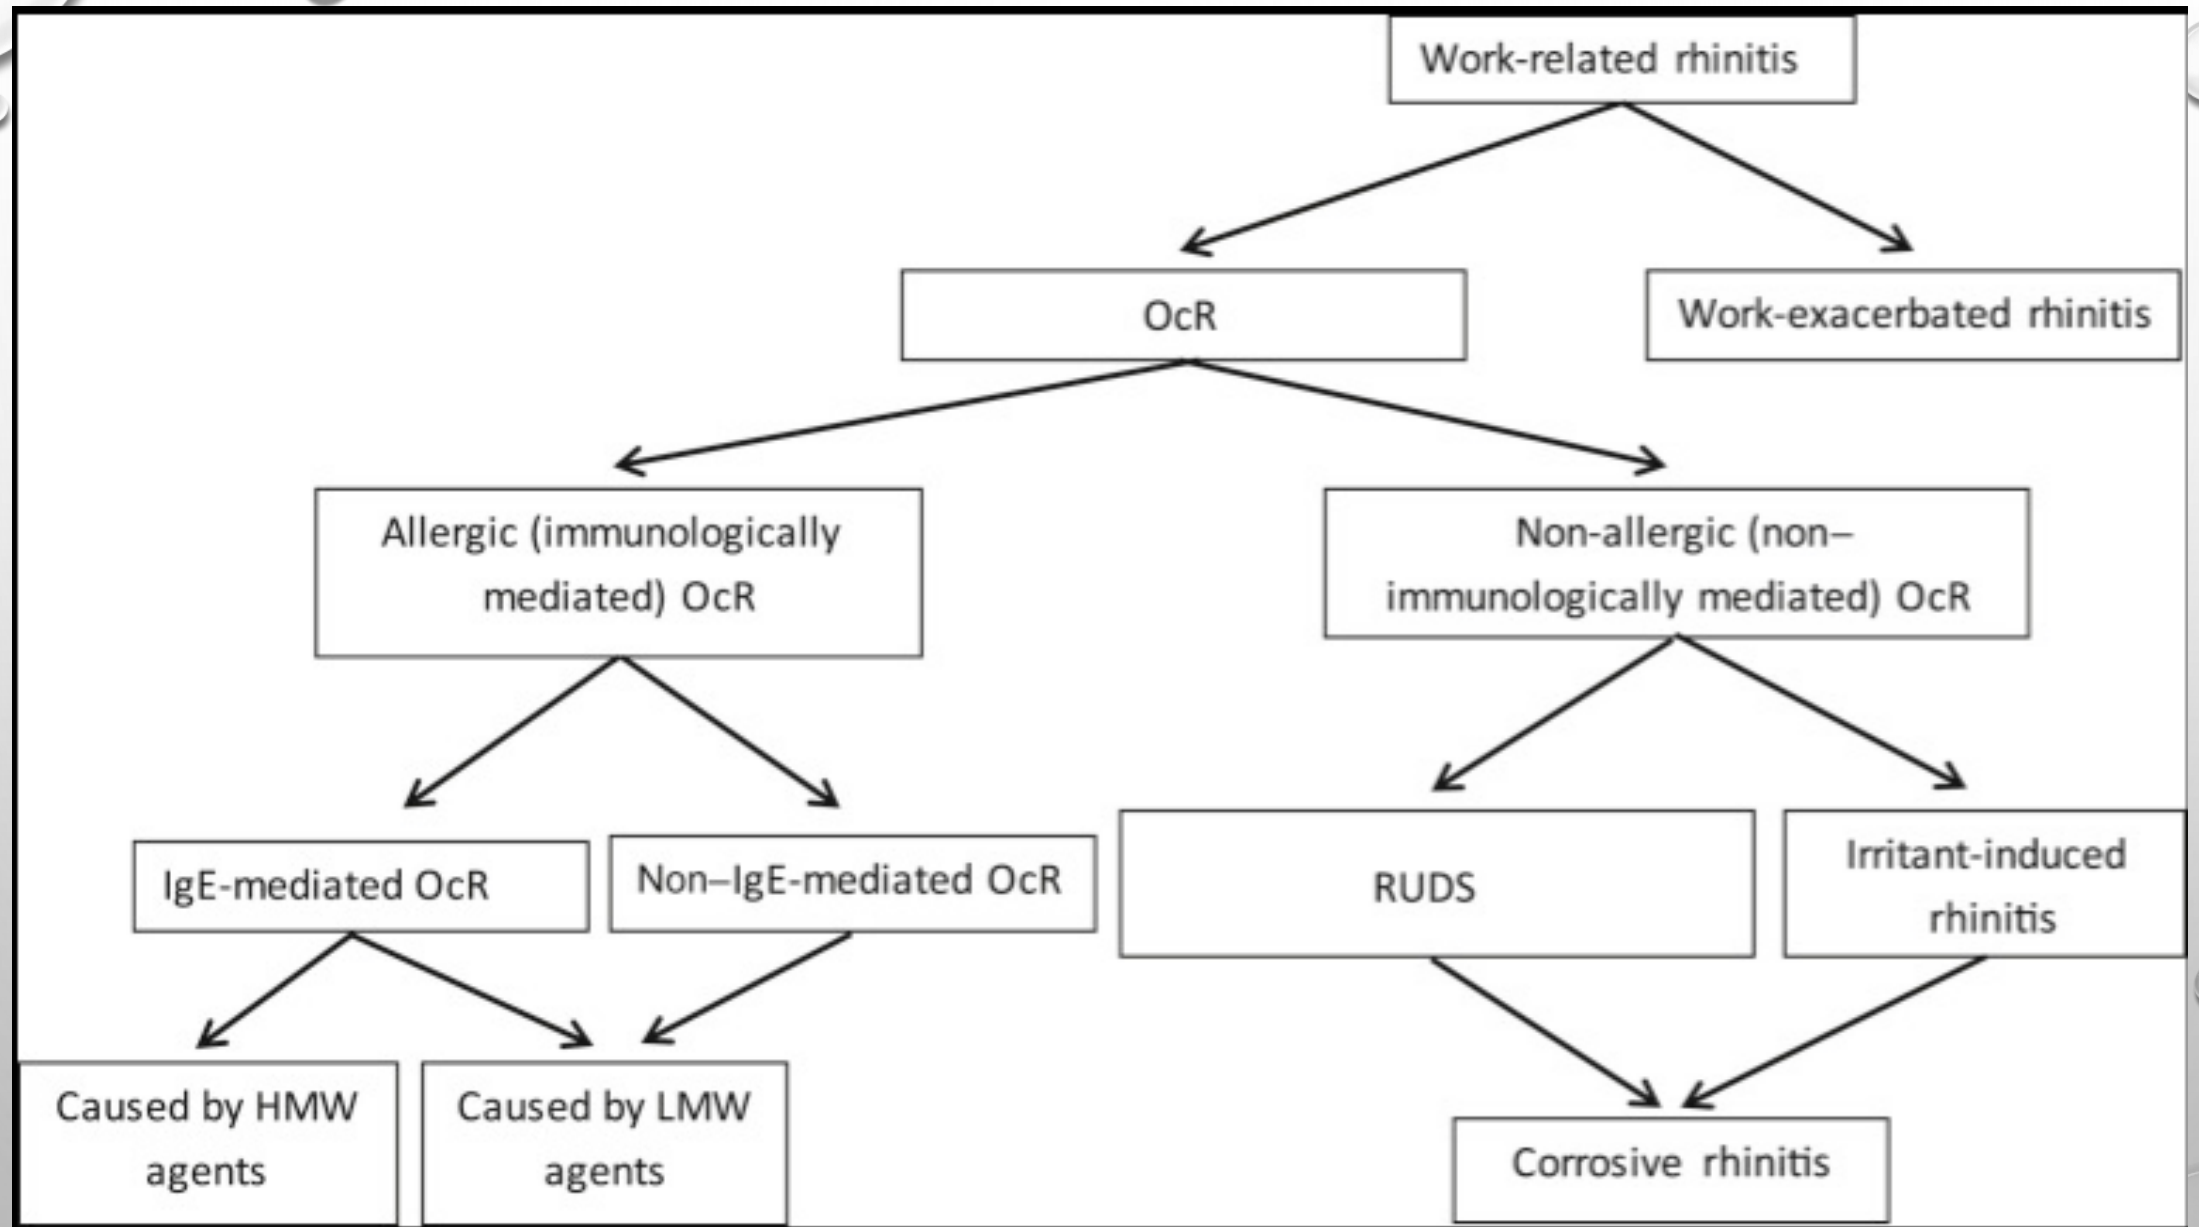 Work-related rhinitis
OcR
Work-exacerbated rhinitis
Allergic (immunologically
mediated) OcR
Non-allergic (non–
immunologically mediated) OcR
IgE-mediated OcR
Non–IgE-mediated OcR
RUDS
Irritant-induced
rhinitis
Caused by HMW
agents
Caused by LMW
agents
Corrosive rhinitis